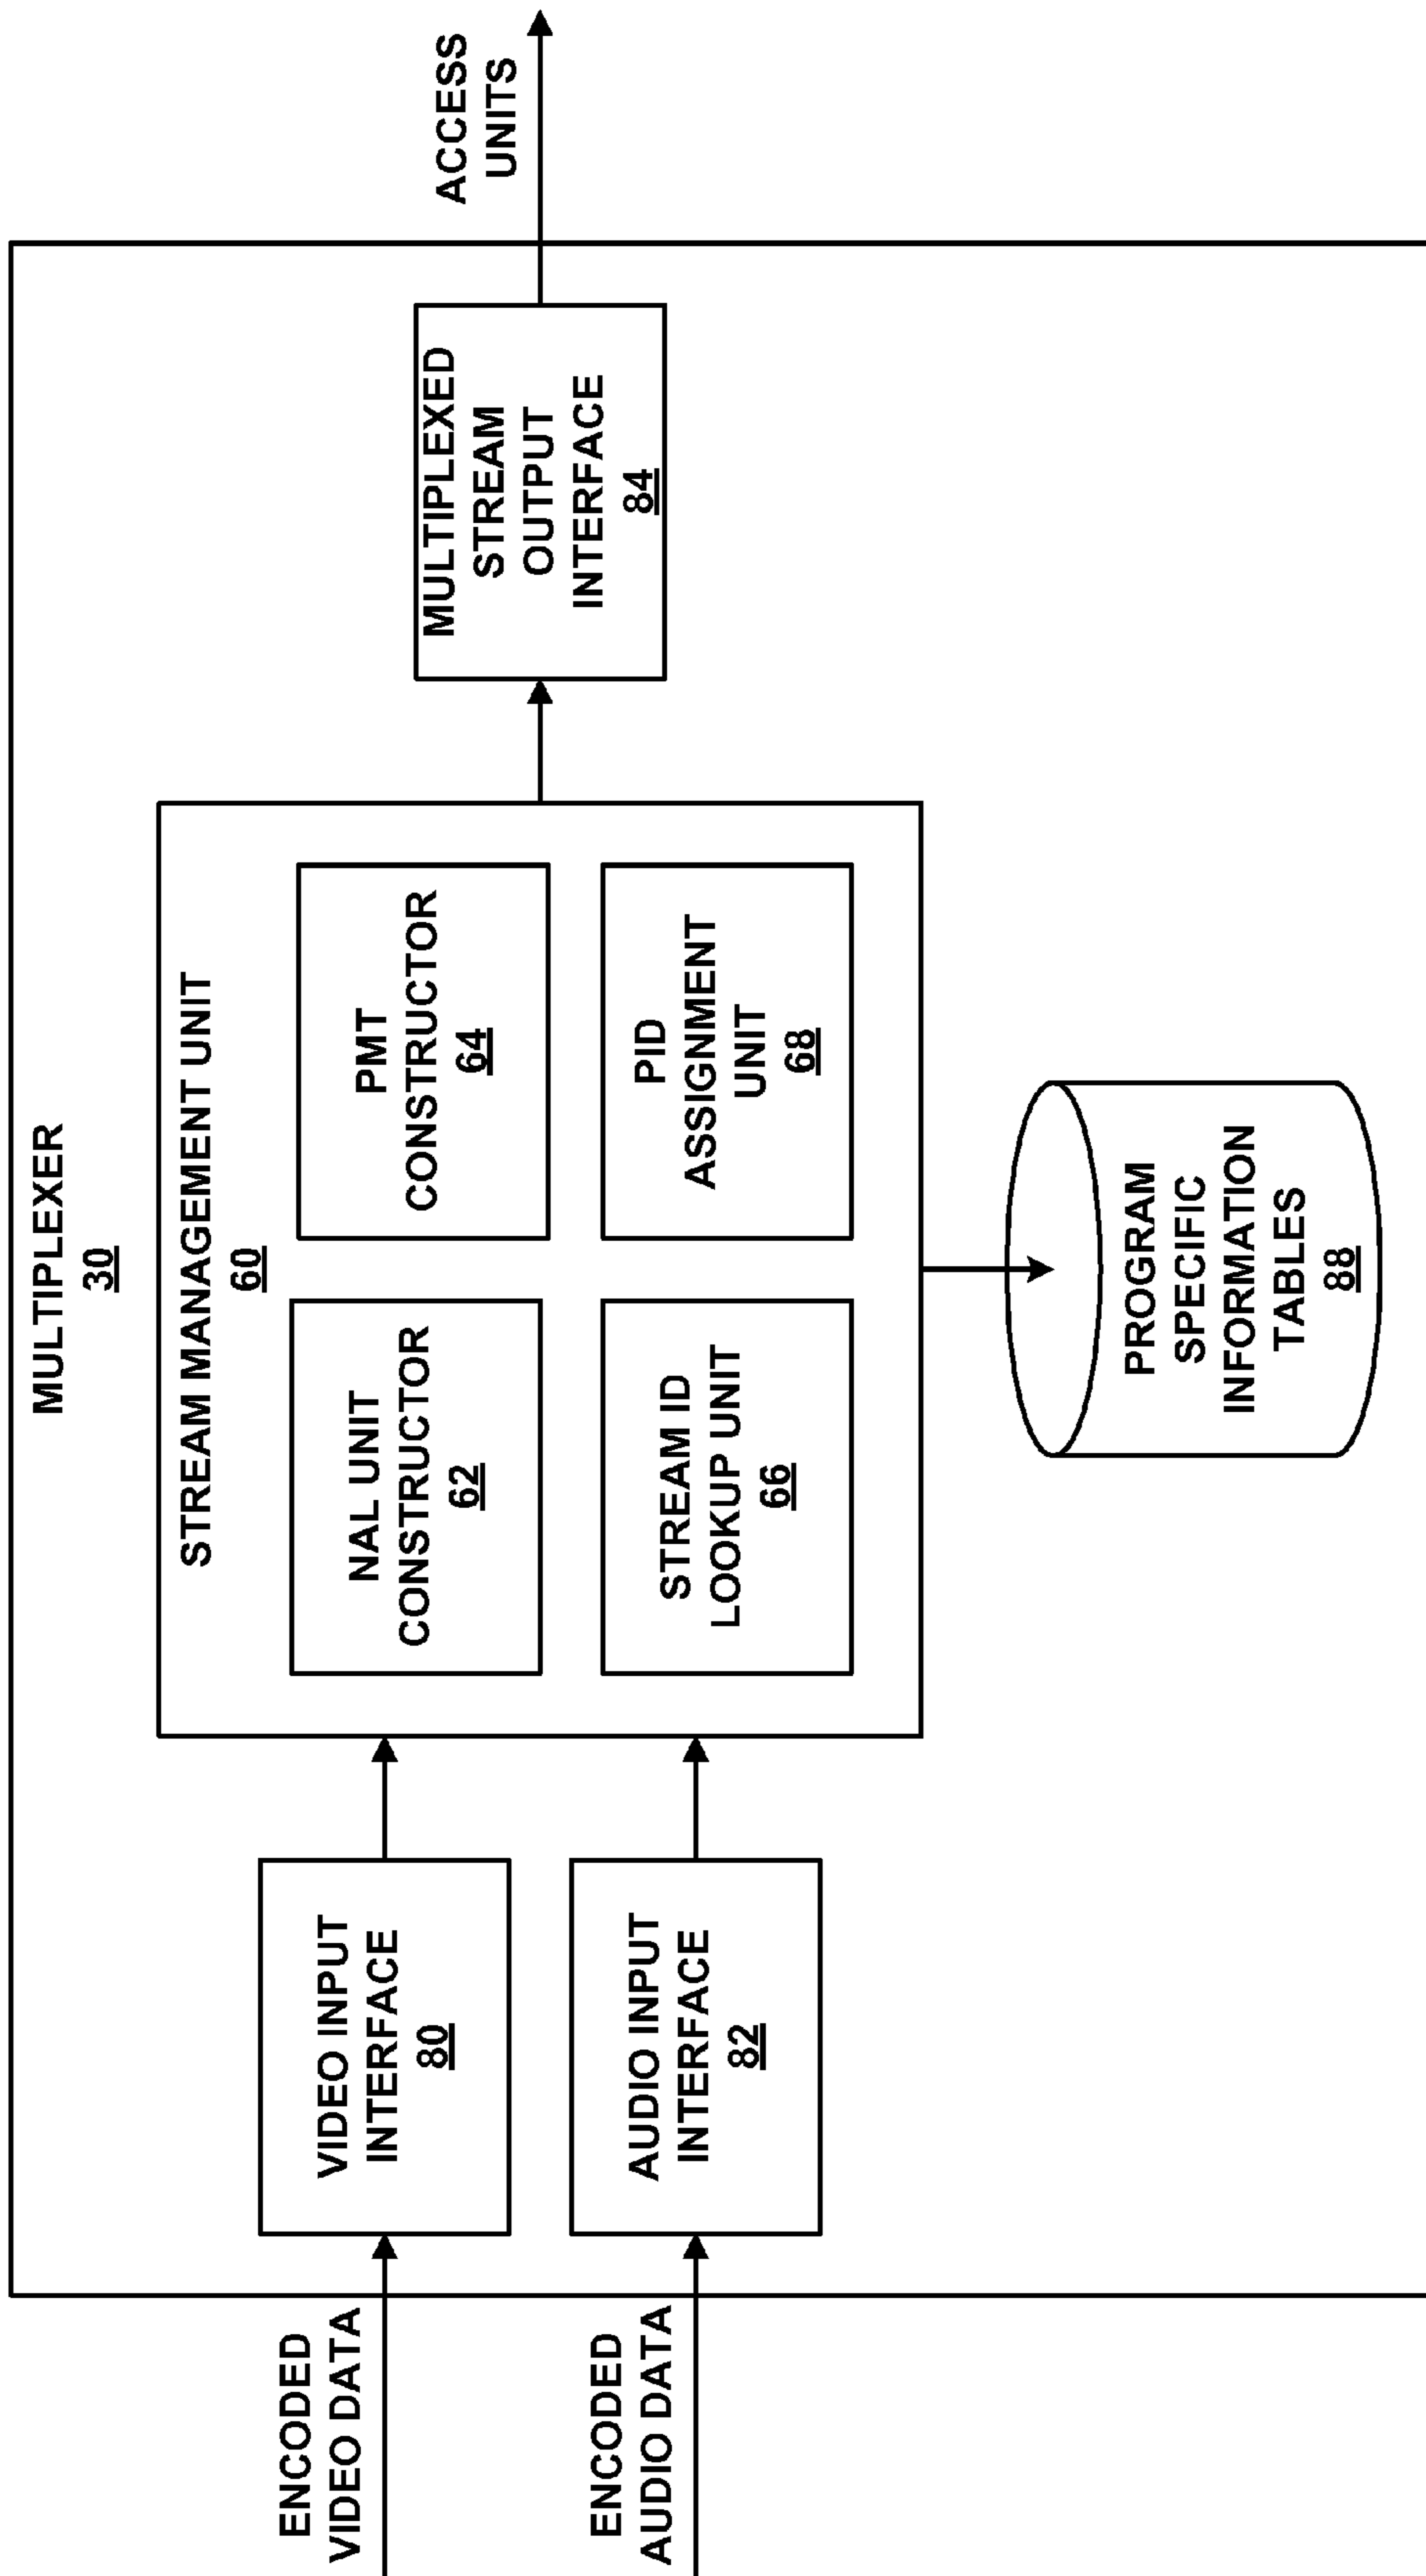 MULTIPLEXER
30
ENCODED
VIDEO DATA
VIDEO INPUT
INTERFACE
80
ENCODED
AUDIO DATA
AUDIO INPUT
INTERFACE
82
STREAM MANAGEMENT UNIT
60
NAL UNIT
CONSTRUCTOR
62
PMT
CONSTRUCTOR
64
STREAM ID
LOOKUP UNIT
66
PID
ASSIGNMENT
UNIT
68
MULTIPLEXED
STREAM
OUTPUT
INTERFACE
84
ACCESS
UNITS
PROGRAM
SPECIFIC
INFORMATION
TABLES
88